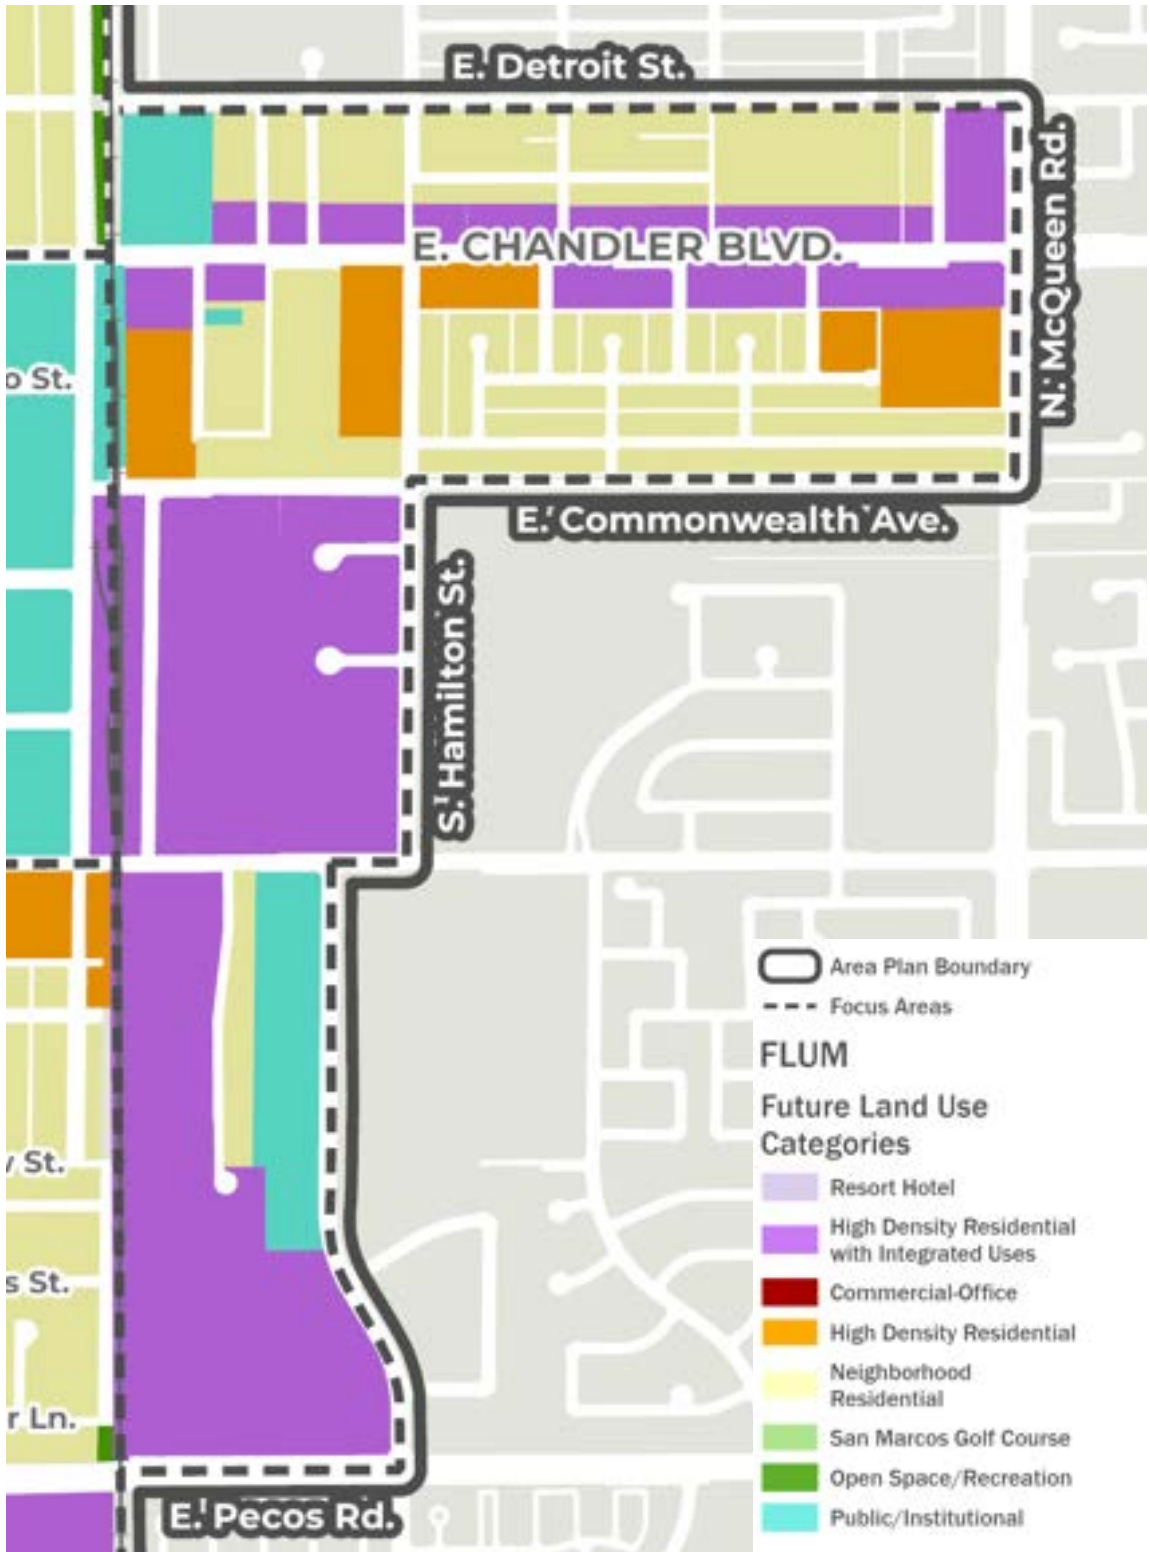 E. Detroit St.
N. McQueen Rd.
E. CHANDLER BLVD.
o St.
E. Commonwealth Ave.
S. Hamilton St.
Area Plan Boundary
Focus Areas
FLUM
Future Land Use
Categories
St.
Resort Hotel
High Density Residential
with Integrated Uses
s St.
Commercial-Office
High Density Residential
Neighborhood
Residential
r Ln.
San Marcos Golf Course
Open Space/Recreation
E. Pecos Rd.
Public/Institutional